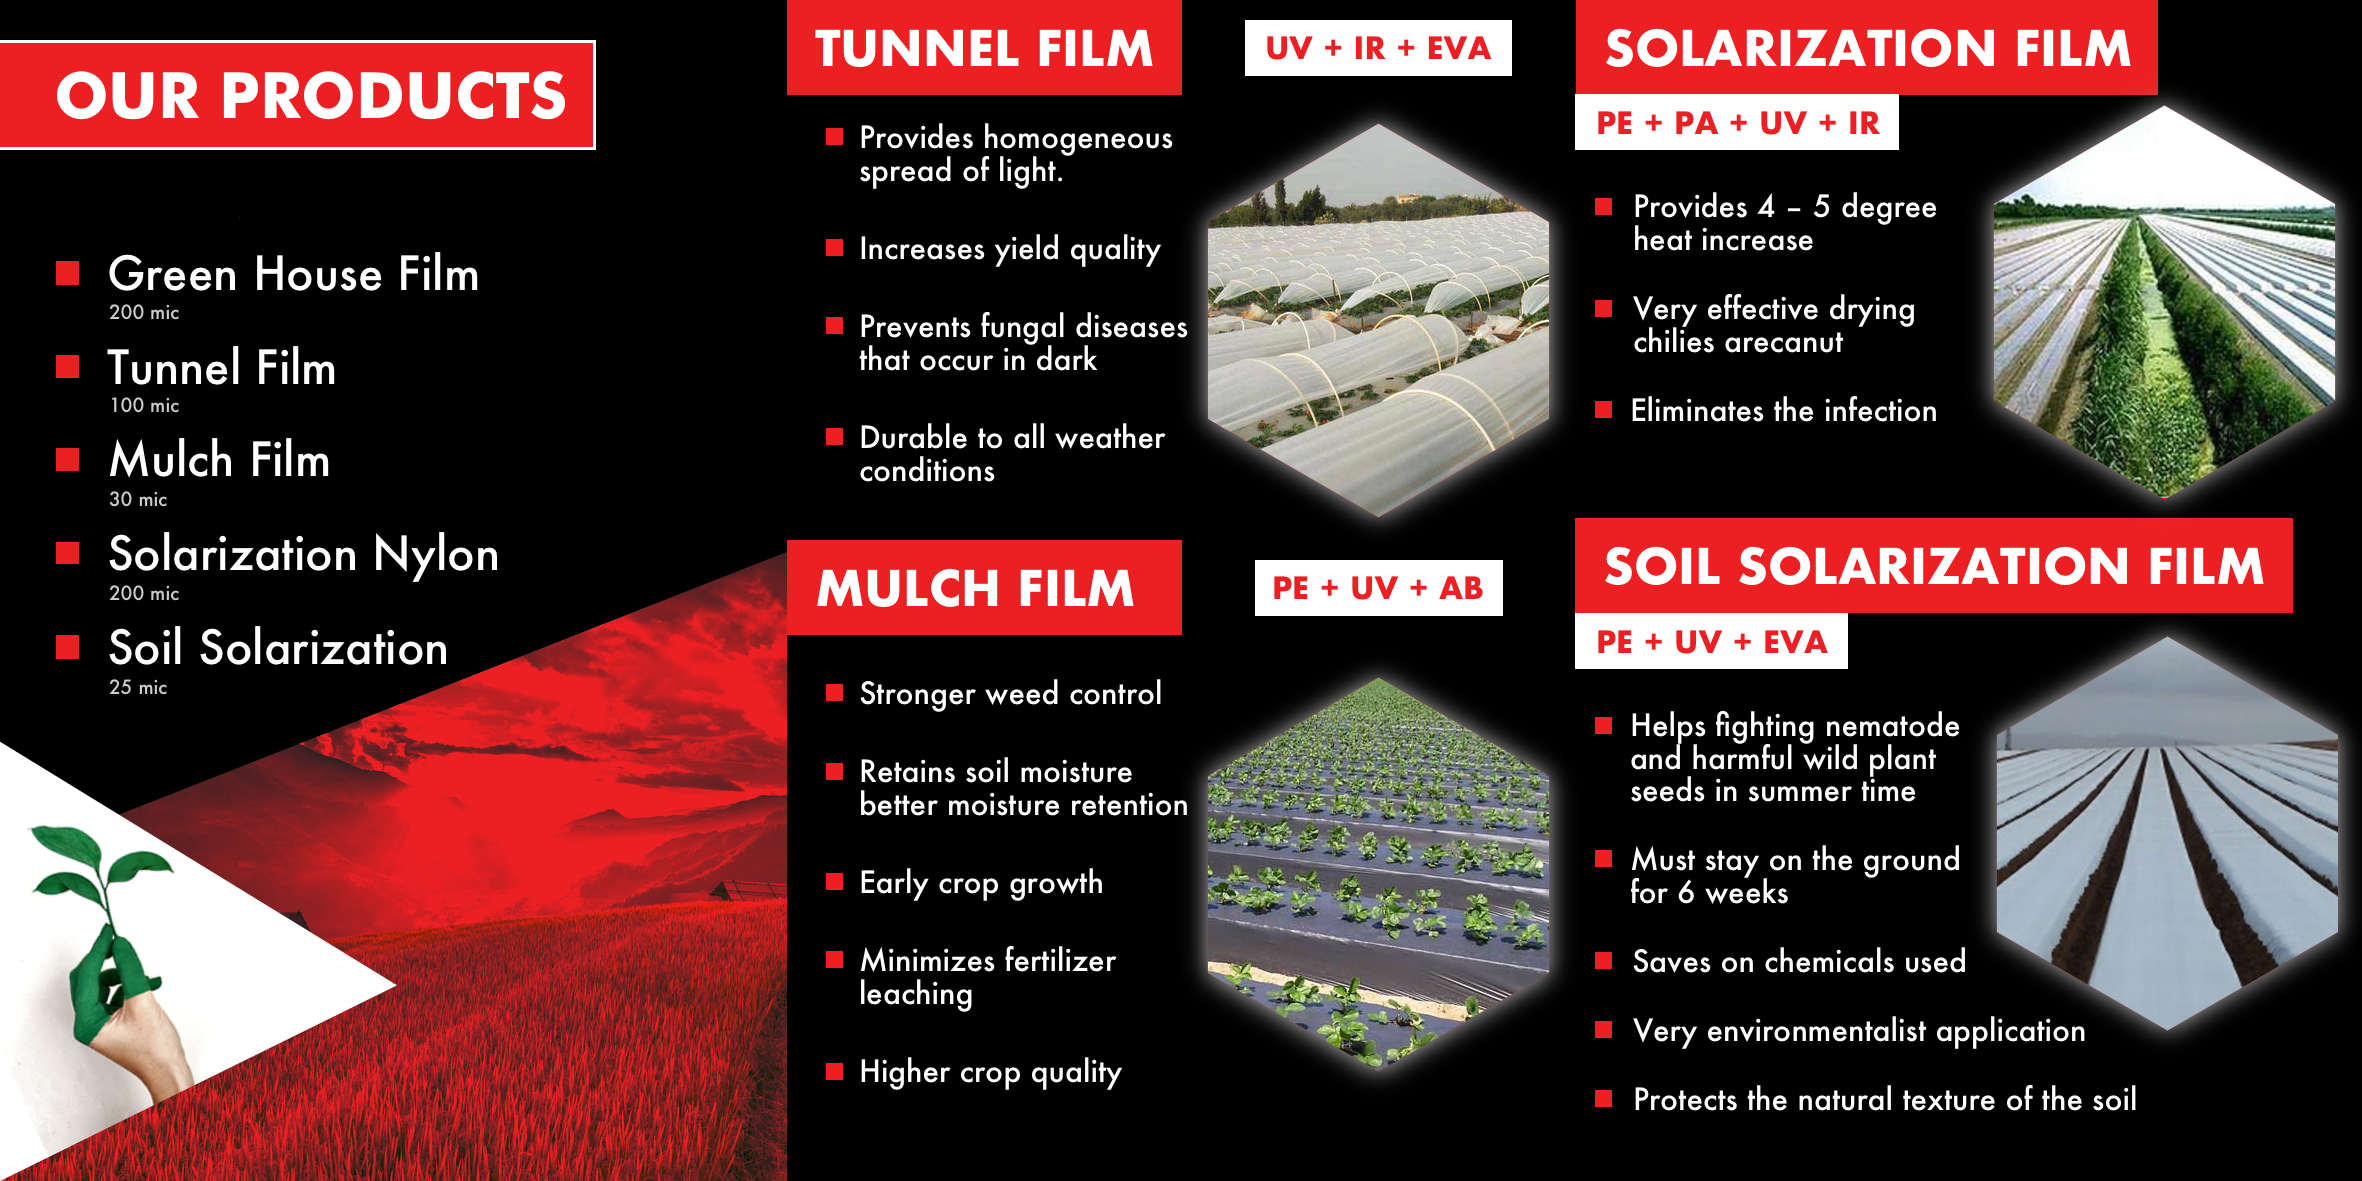 OUR PRODUCTS
Green House Film
200 mic
Tunnel Film
100 mic
Mulch Film
30 mic
Solarization Nylon
200 mic
Soil Solarization
25 mic
TUNNEL FILM
UV + IR + EVA
Provides homogeneous
spread of light.
Increases yield quality
Prevents fungal diseases
that occur in dark
Durable to all weather
conditions
MULCH FILM
PE + UV + AB
Stronger weed control
Retains soil moisture
better moisture retention
Early crop growth
Minimizes fertilizer
leaching
Higher crop quality
SOLARIZATION FILM
PE + PA + UV + IR
Provides 4 – 5 degree
heat increase
Very effective drying
chilies arecanut
Eliminates the infection
SOIL SOLARIZATION FILM
PE + UV + EVA
Helps fighting nematode
and harmful wild plant
seeds in summer time
Must stay on the ground
for 6 weeks
Saves on chemicals used
Very environmentalist application
Protects the natural texture of the soil